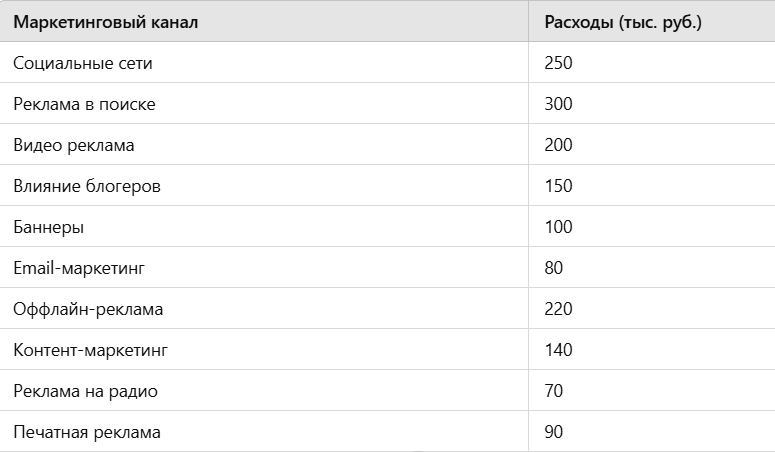 Маркетинговый канал Расходы (тыс. руб.)
Социальные сети 250
Реклама в поиске 300
Видео реклама 200
Влияние блогеров 150
Баннеры 100
Email-маркетинг 80
Оффлайн-реклама 220
Контент-маркетинг 140
Реклама на радио 70
Печатная реклама 90